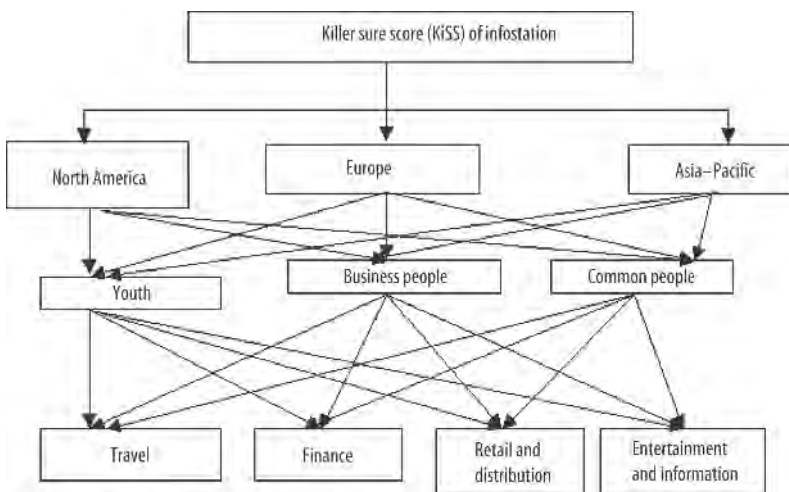 Killer sure score (KiSS) of infostation
North America
Europe
Asia–Pacific
Youth
Business people
Common people
Travel
Finance
Retail and
distribution
Entertainment
and information